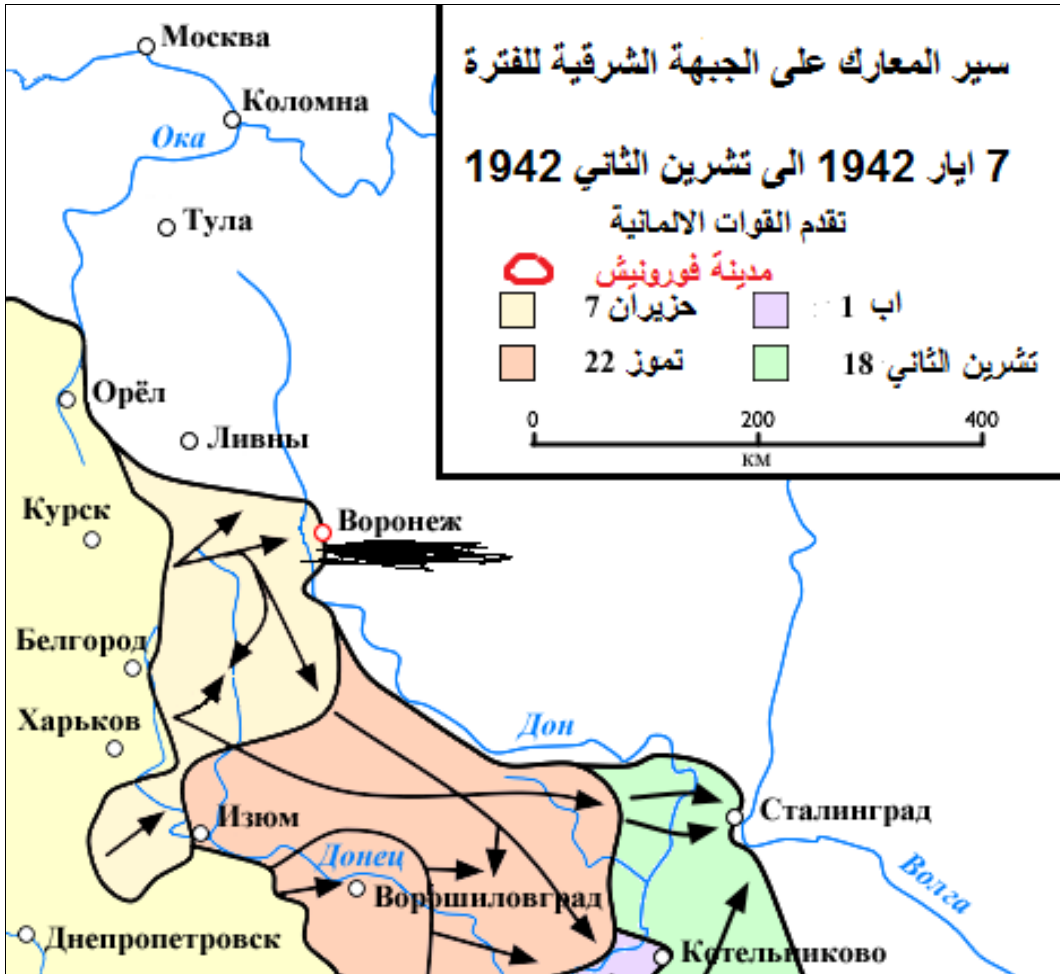 Москва
Коломна
Ока
Тула
Орёл
Ливны
Курск
Воронеж
Белгород
Харьков
Дон
Изюм
Сталинград
Донец
Ворошиловград
Волга
Днепропетровск
Котельниково
سير المعارك على الجبهة الشرقية للفترة
7 ايار 1942 الى تشرين الثاني 1942
تقدم القوات الالمانية
مدينة فورونيش
حزيران 7
اب 1
تموز 22
تشرين الثاني 18
0 200 400
км